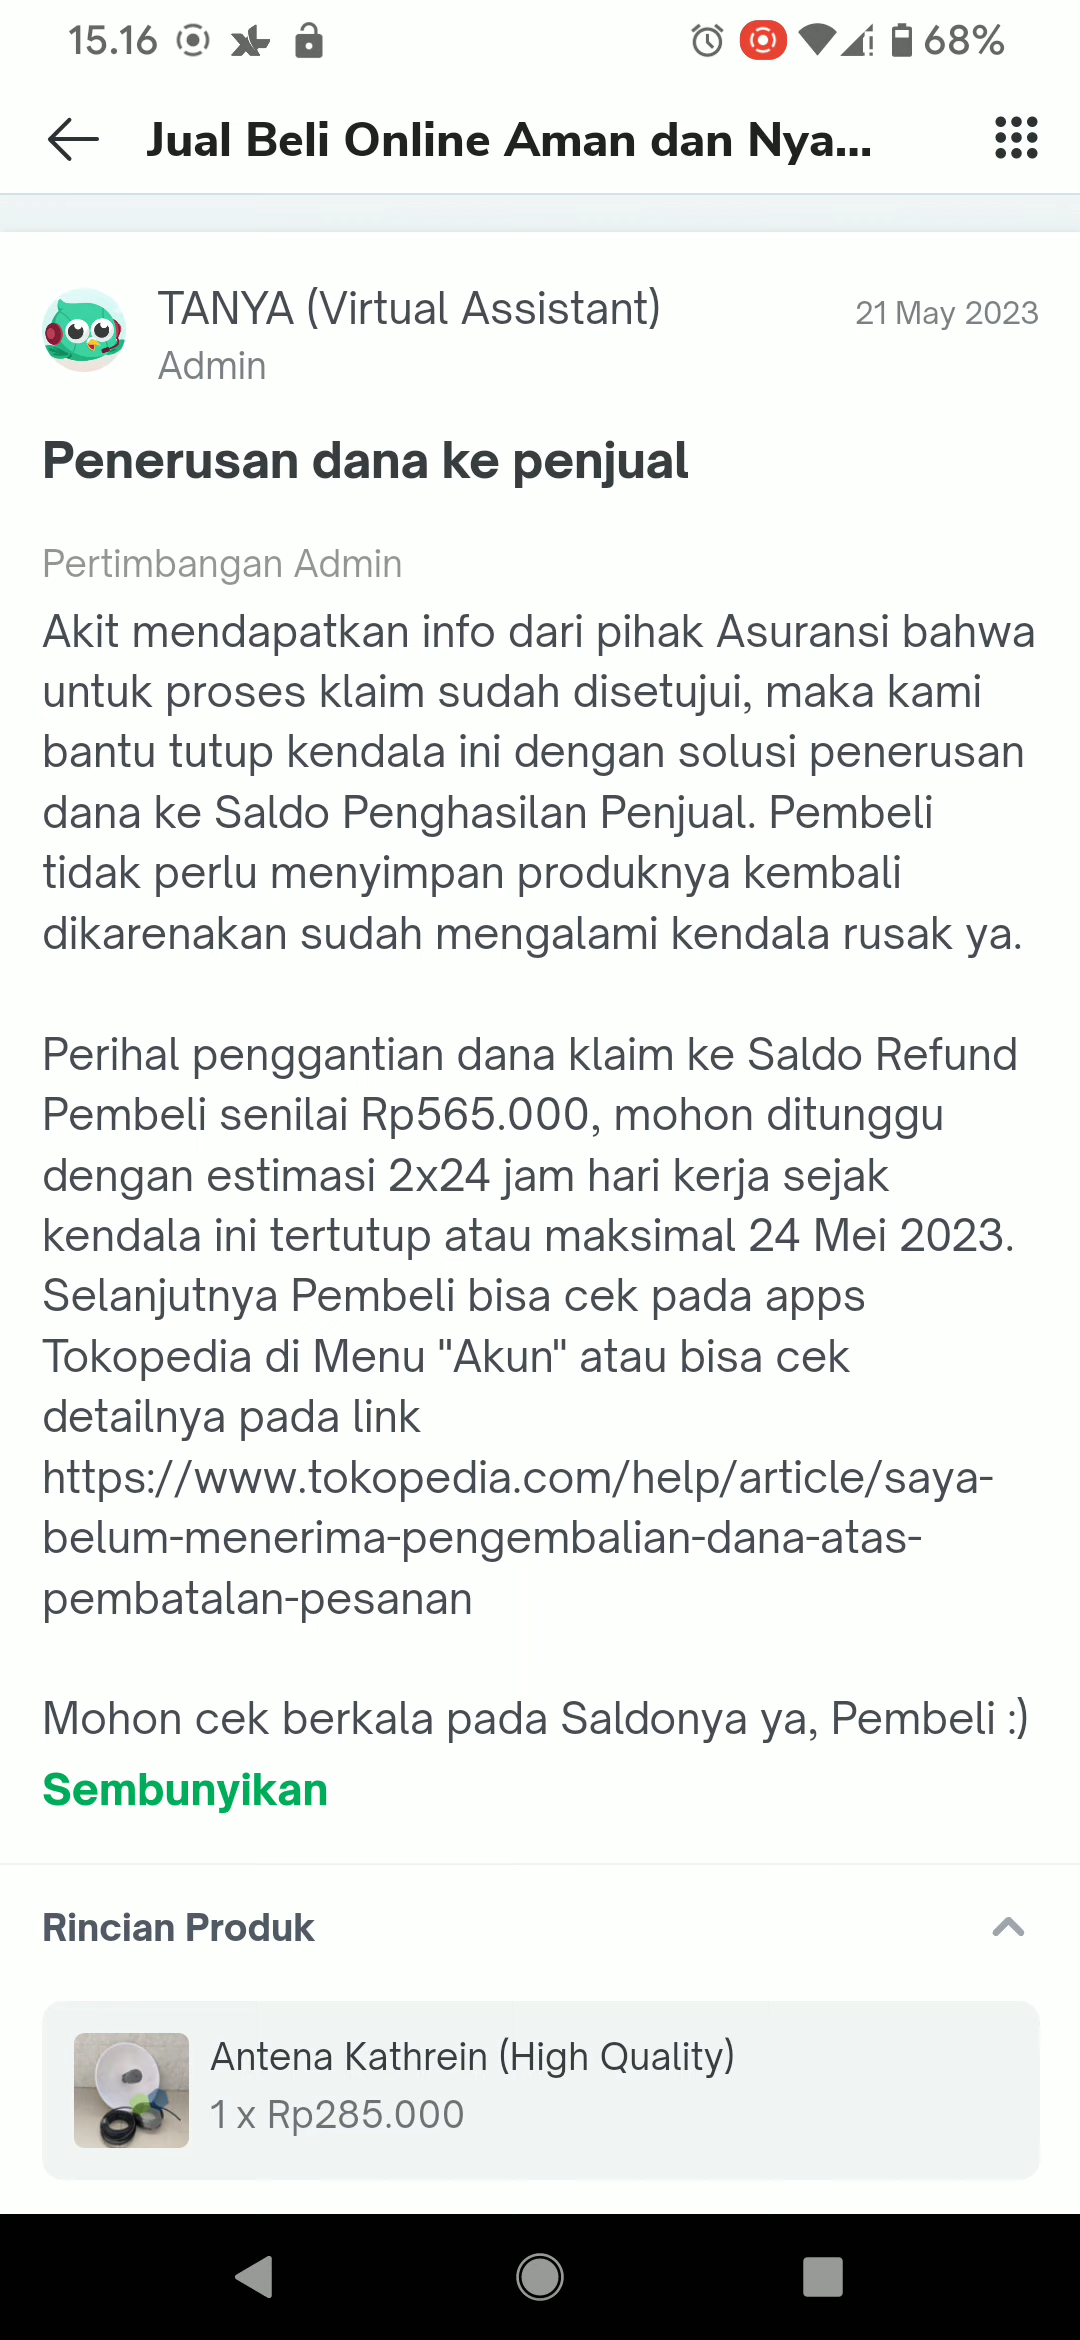 15.16
68%
Jual Beli Online Aman dan Nya...
TANYA (Virtual Assistant)
21 May 2023
Admin
Penerusan dana ke penjual
Pertimbangan Admin
Akit mendapatkan info dari pihak Asuransi bahwa
untuk proses klaim sudah disetujui, maka kami
bantu tutup kendala ini dengan solusi penerusan
dana ke Saldo Penghasilan Penjual. Pembeli
tidak perlu menyimpan produknya kembali
dikarenakan sudah mengalami kendala rusak ya.
Perihal penggantian dana klaim ke Saldo Refund
Pembeli senilai Rp565.000, mohon ditunggu
dengan estimasi 2x24 jam hari kerja sejak
kendala ini tertutup atau maksimal 24 Mei 2023.
Selanjutnya Pembeli bisa cek pada apps
Tokopedia di Menu "Akun" atau bisa cek
detailnya pada link
https://www.tokopedia.com/help/article/saya-
belum-menerima-pengembalian-dana-atas-
pembatalan-pesanan
Mohon cek berkala pada Saldonya ya, Pembeli :)
Sembunyikan
Rincian Produk
Antena Kathrein (High Quality)
1 x Rp285.000